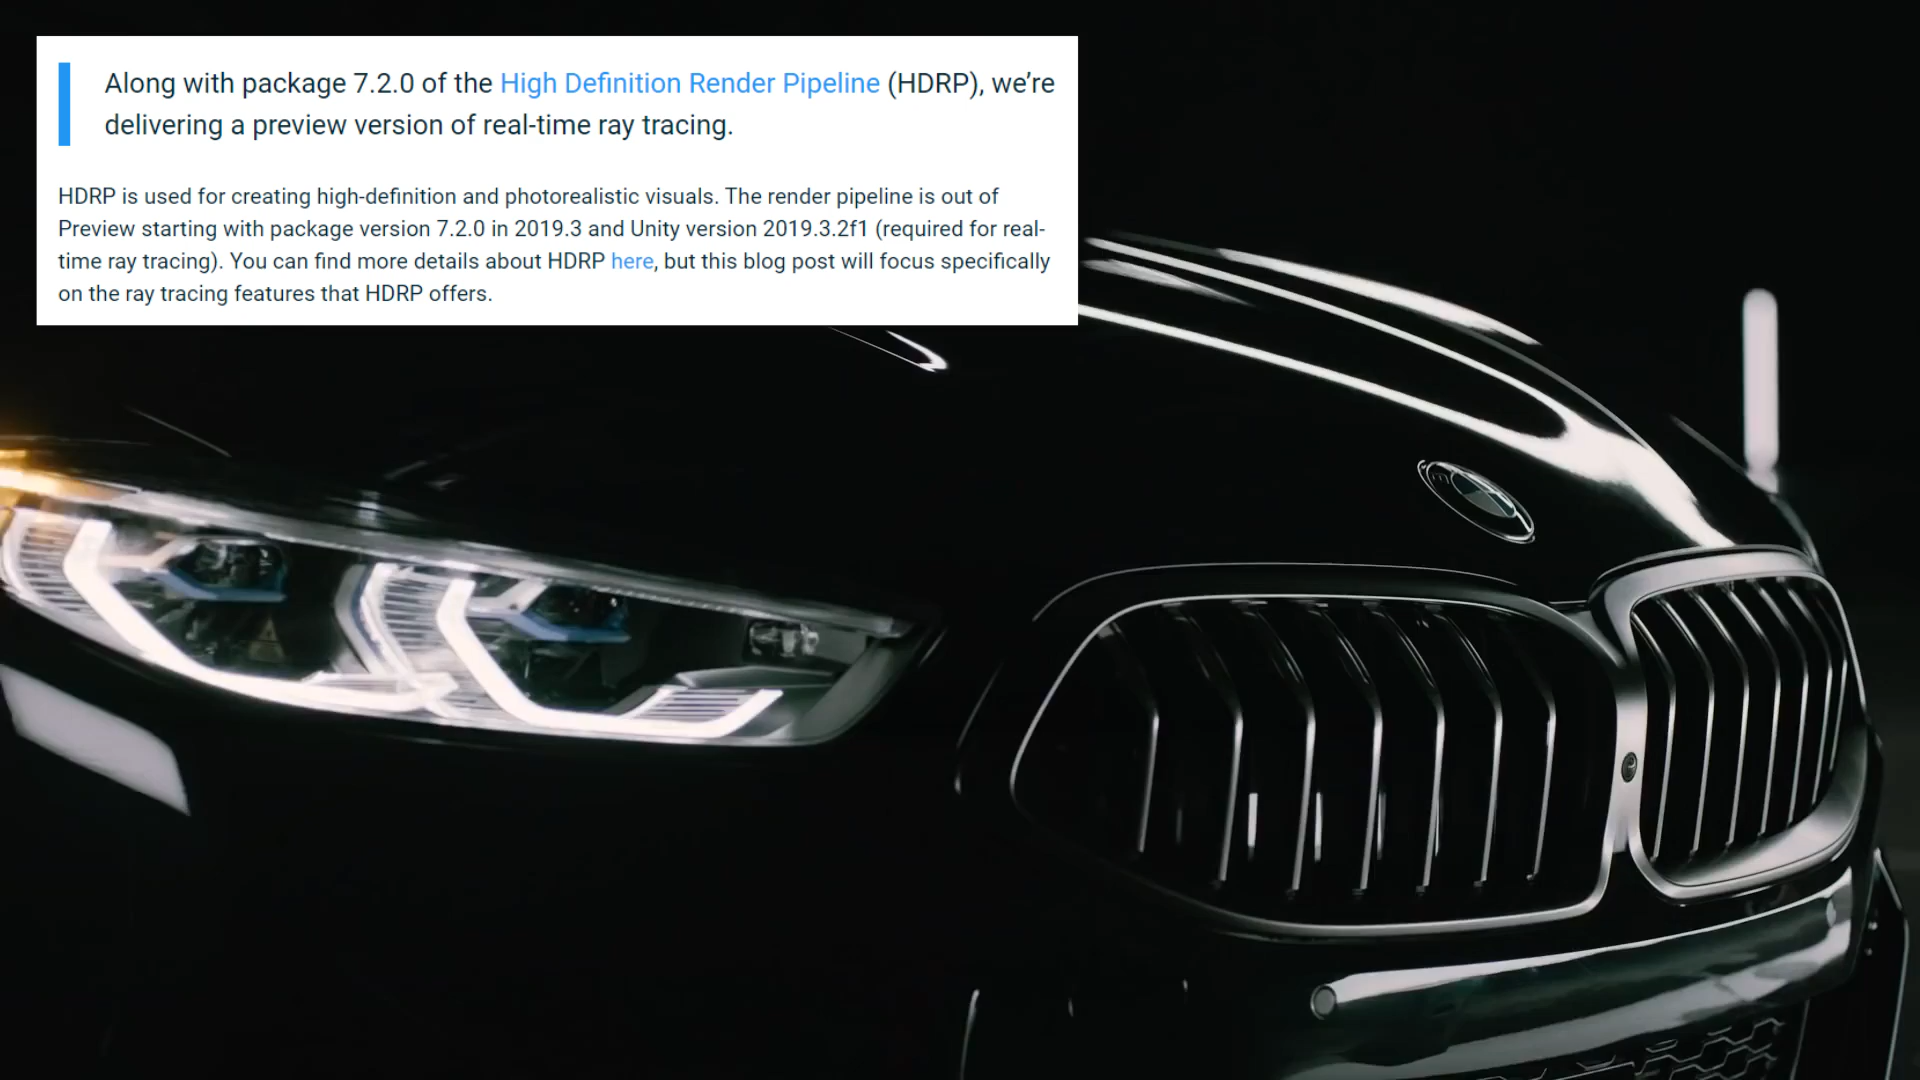 Along with package 7.2.0 of the High Definition Render Pipeline (HDRP), we’re
delivering a preview version of real-time ray tracing.
HDRP is used for creating high-definition and photorealistic visuals. The render pipeline is out of
Preview starting with package version 7.2.0 in 2019.3 and Unity version 2019.3.2f1 (required for real-
time ray tracing). You can find more details about HDRP here, but this blog post will focus specifically
on the ray tracing features that HDRP offers.